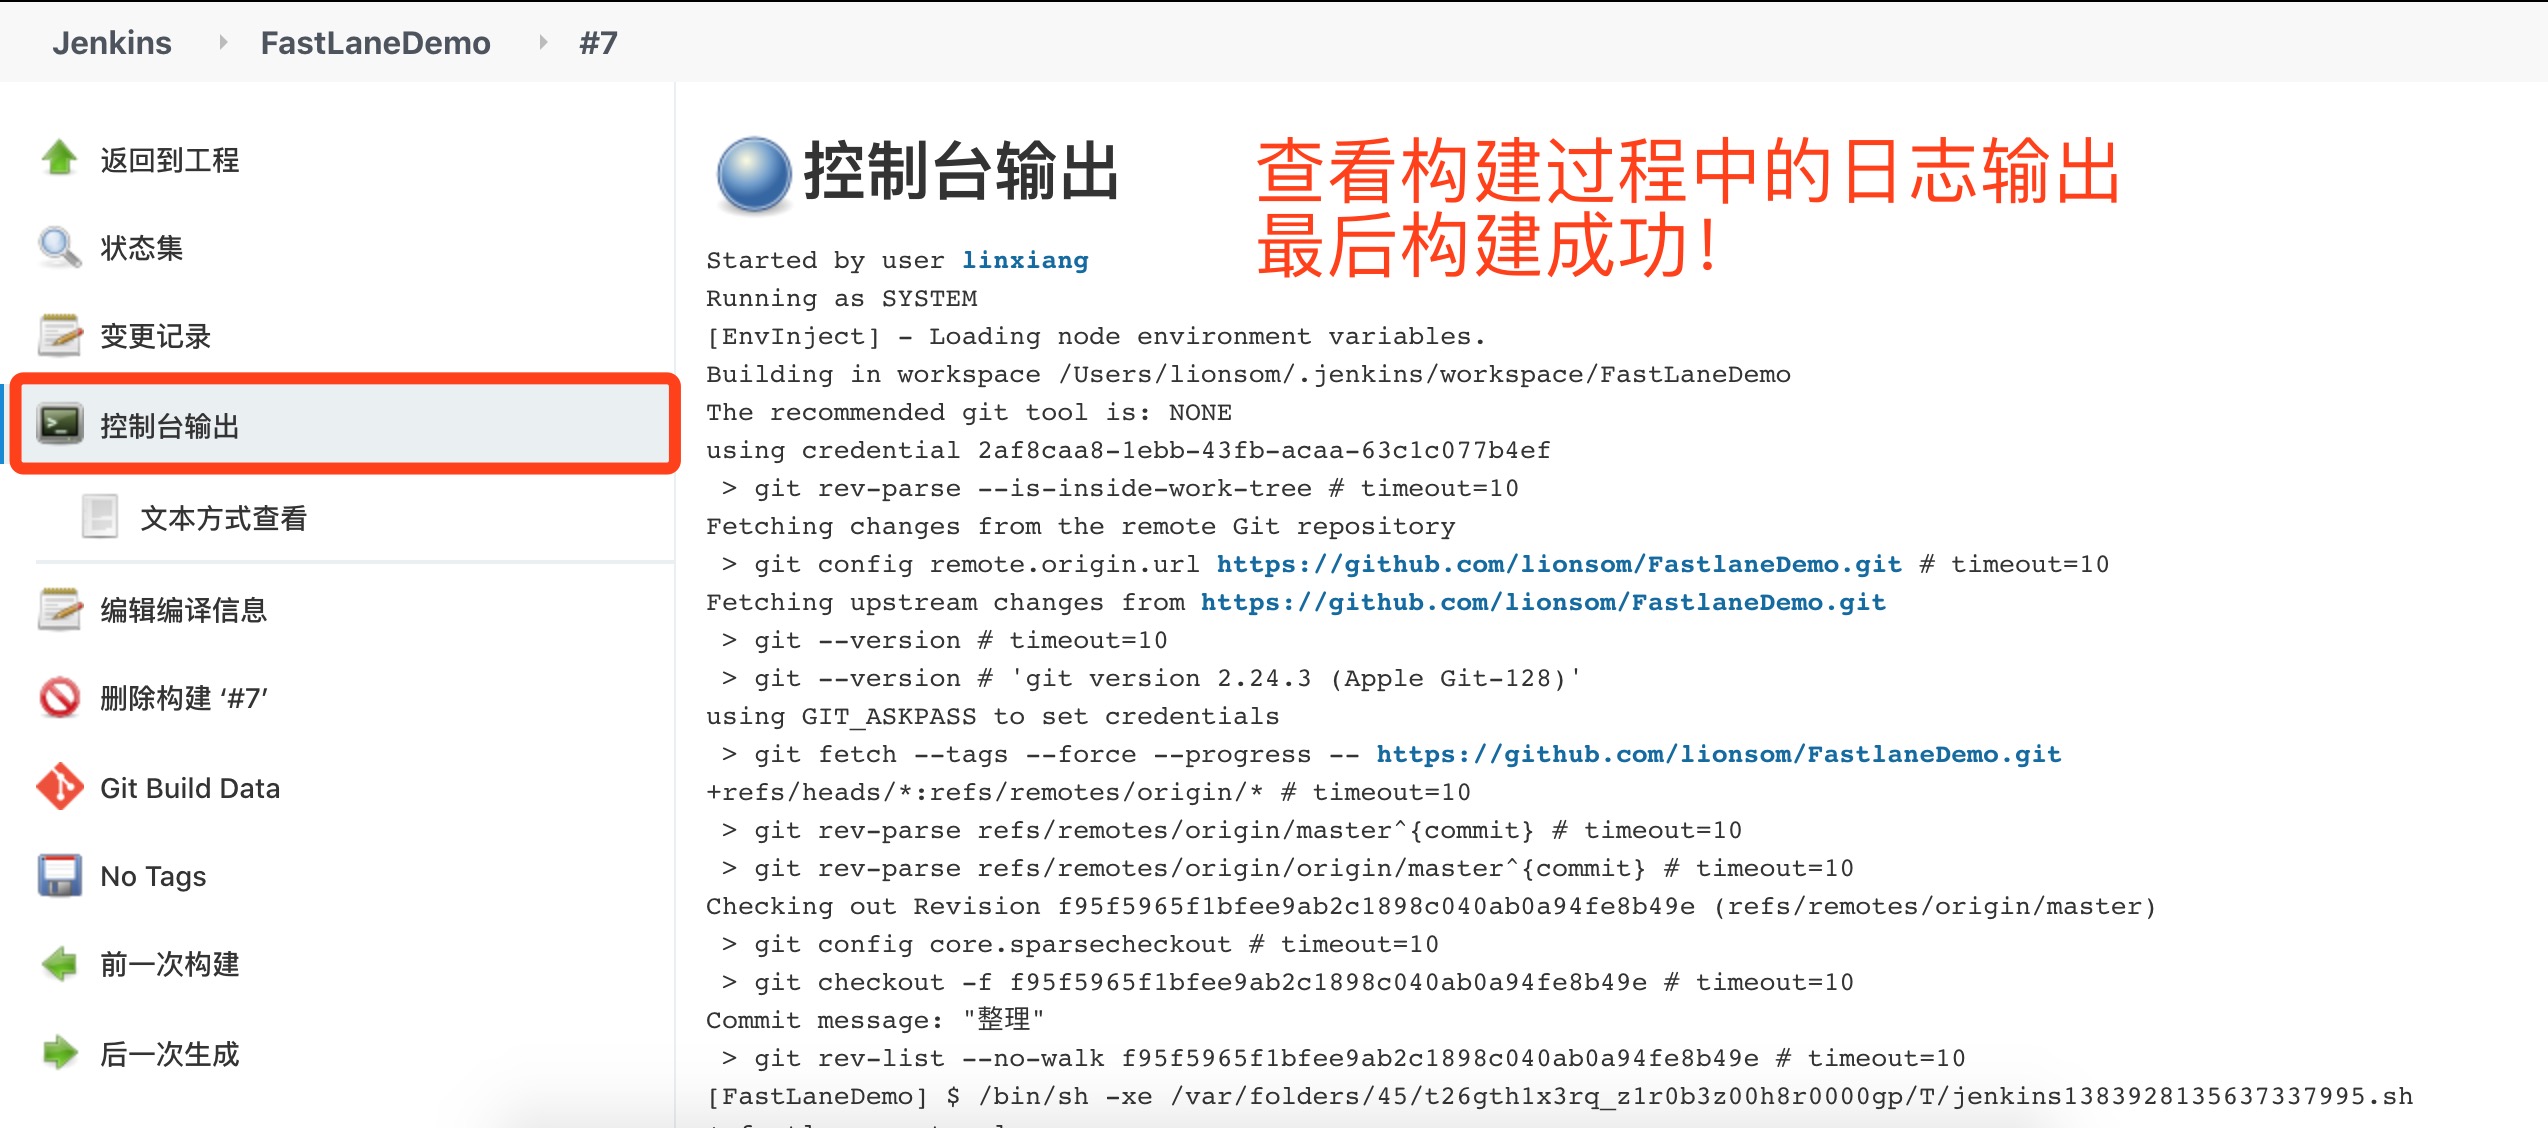 Jenkins FastLaneDemo #7
返回到工程
状态集
变更记录
控制台输出
文本方式查看
编辑编译信息
删除构建 ‘#7’
Git Build Data
No Tags
前一次构建
后一次生成
控制台输出
查看构建过程中的日志输出
最后构建成功！
Started by user linxiang
Running as SYSTEM
[EnvInject] - Loading node environment variables.
Building in workspace /Users/lionsom/.jenkins/workspace/FastLaneDemo
The recommended git tool is: NONE
using credential 2af8caa8-1ebb-43fb-acaa-63c1c077b4ef
 > git rev-parse --is-inside-work-tree # timeout=10
Fetching changes from the remote Git repository
 > git config remote.origin.url https://github.com/lionsom/FastlaneDemo.git # timeout=10
Fetching upstream changes from https://github.com/lionsom/FastlaneDemo.git
 > git --version # timeout=10
 > git --version # 'git version 2.24.3 (Apple Git-128)'
using GIT_ASKPASS to set credentials
 > git fetch --tags --force --progress -- https://github.com/lionsom/FastlaneDemo.git
+refs/heads/*:refs/remotes/origin/* # timeout=10
 > git rev-parse refs/remotes/origin/master^{commit} # timeout=10
 > git rev-parse refs/remotes/origin/origin/master^{commit} # timeout=10
Checking out Revision f95f5965f1bfee9ab2c1898c040ab0a94fe8b49e (refs/remotes/origin/master)
 > git config core.sparsecheckout # timeout=10
 > git checkout -f f95f5965f1bfee9ab2c1898c040ab0a94fe8b49e # timeout=10
Commit message: "整理"
 > git rev-list --no-walk f95f5965f1bfee9ab2c1898c040ab0a94fe8b49e # timeout=10
[FastLaneDemo] $ /bin/sh -xe /var/folders/45/t26gth1x3rq_z1r0b3z00h8r0000gp/T/jenkins1383928135637337995.sh